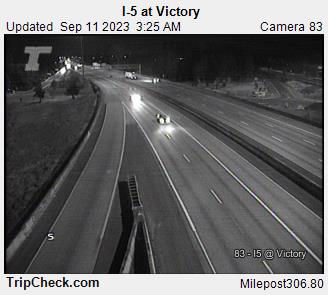 I-5 at Victory
Updated Sep 11 2023 3:25 AM Camera 83
T
S
83 - I5 @ Victory
TripCheck.com Milepost306.80